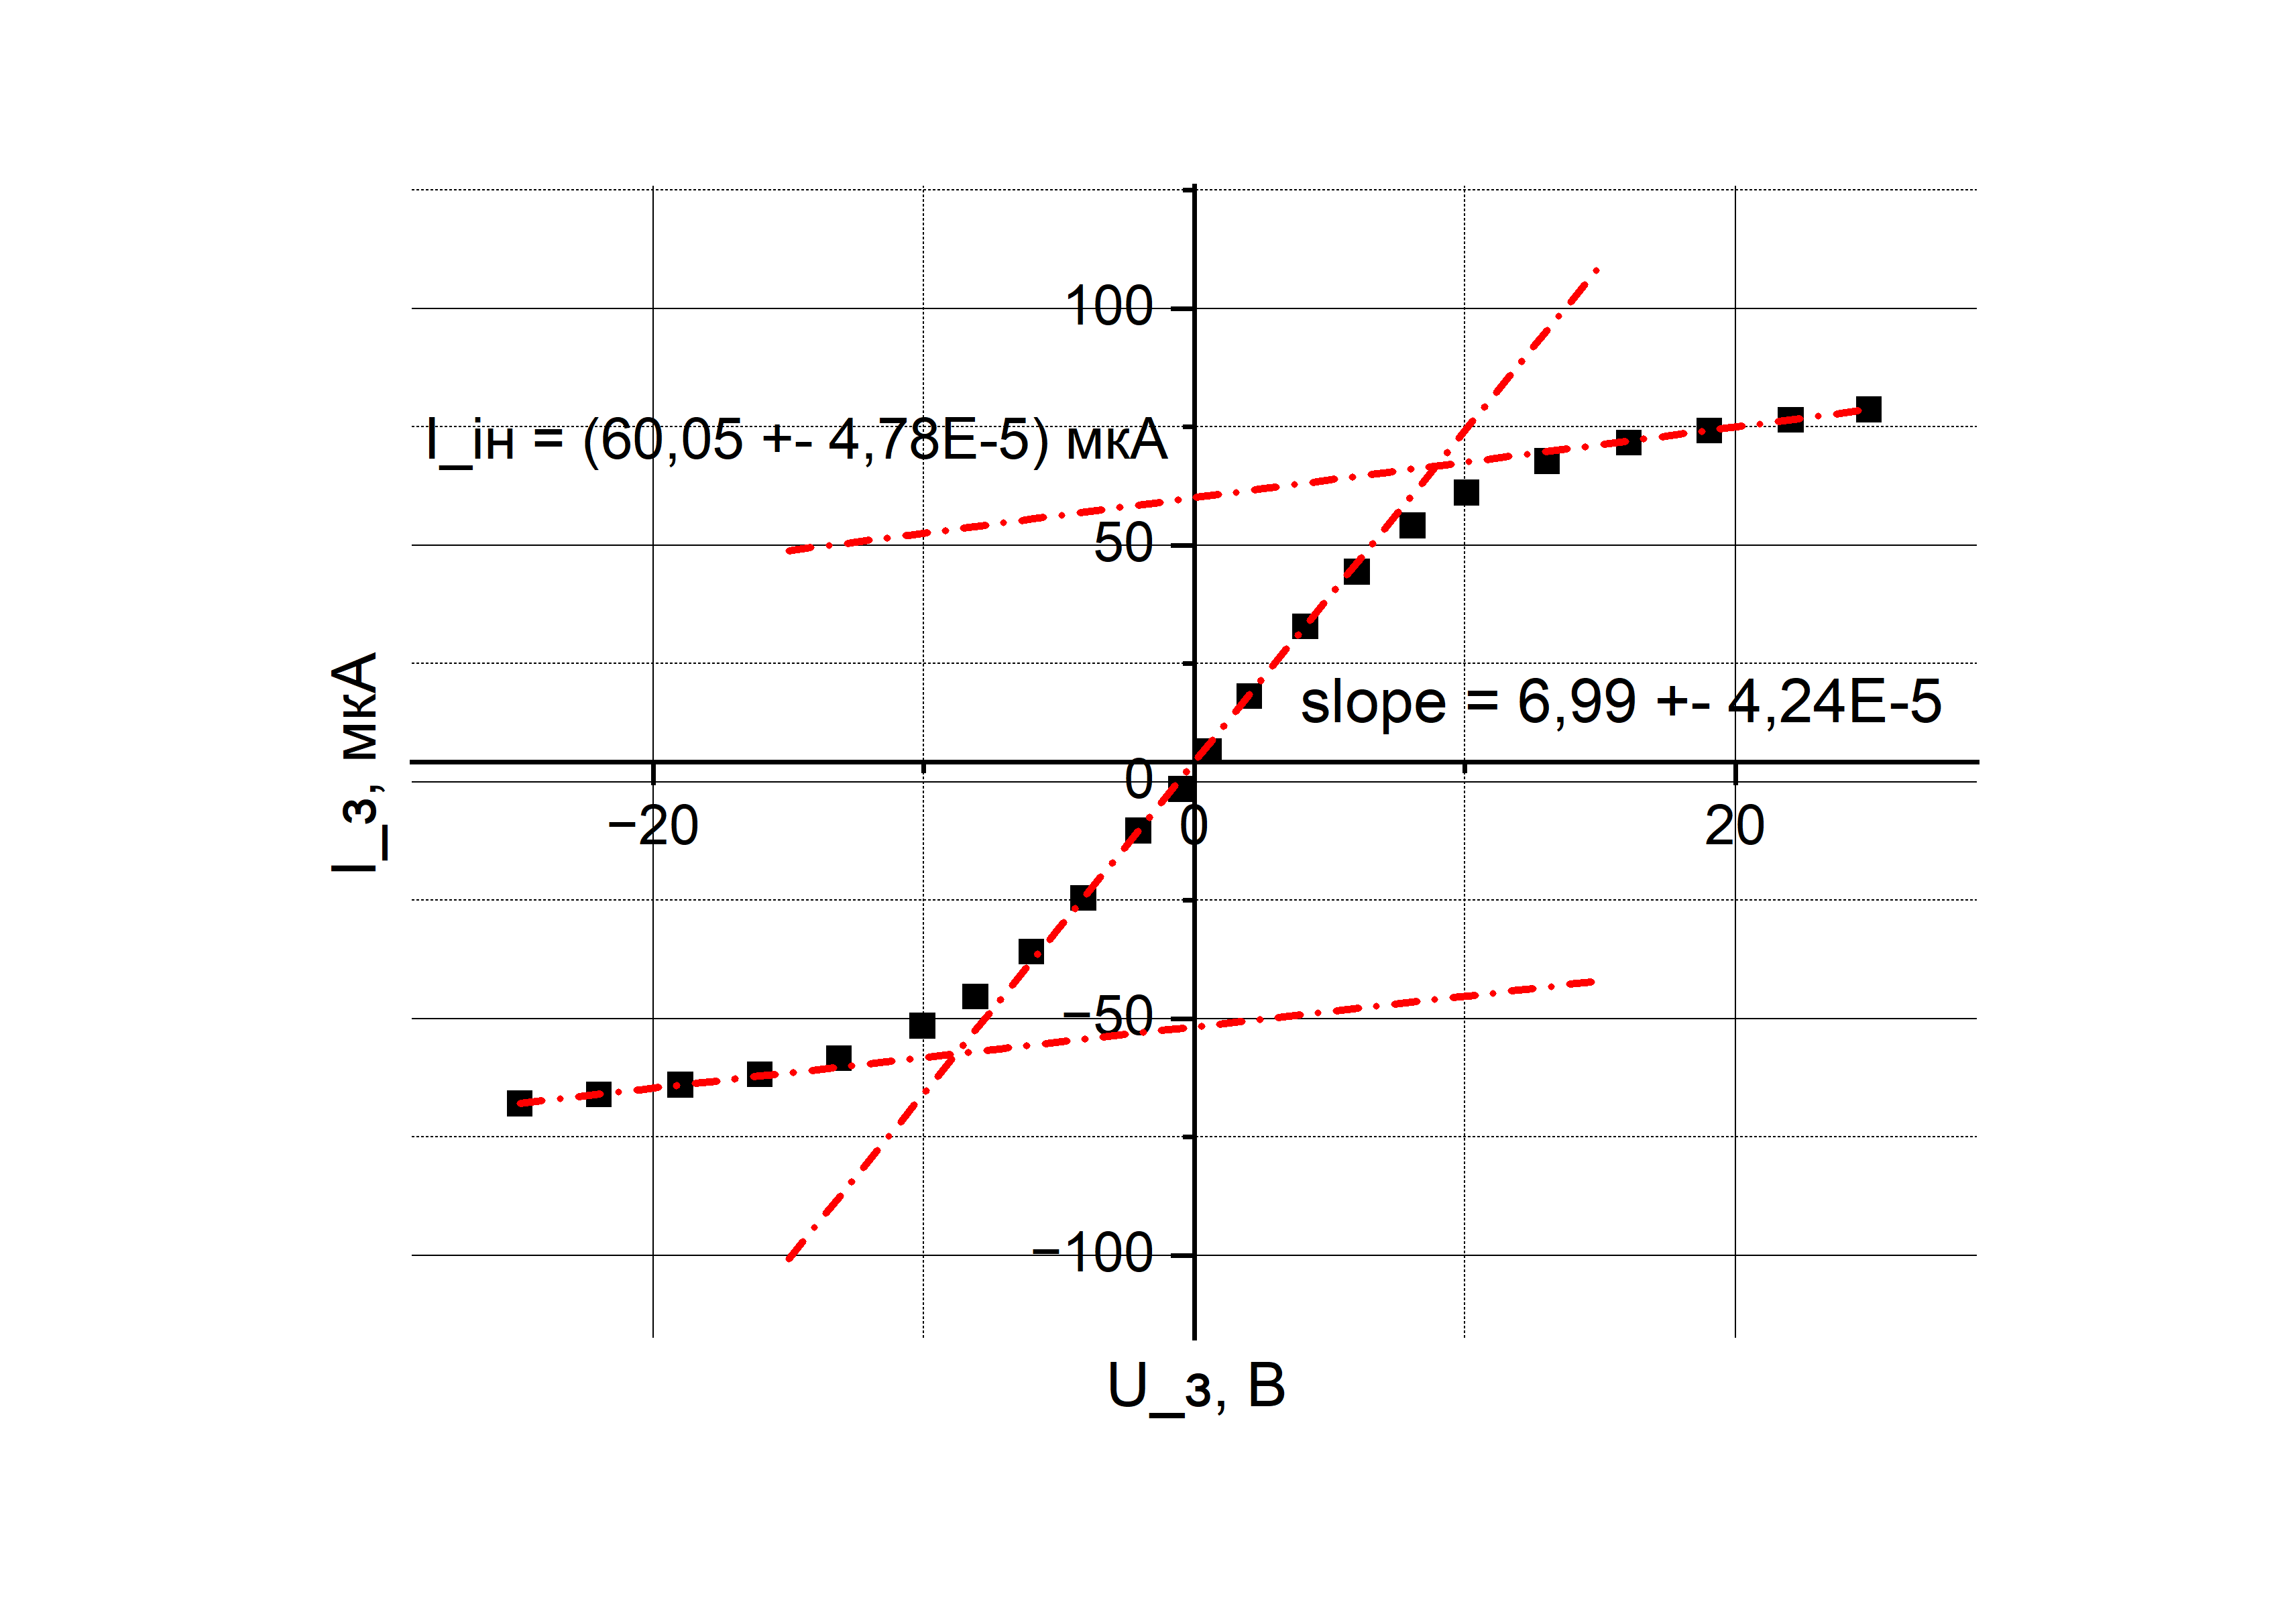 100
I_ін = (60,05 +- 4,78E-5) мкА
50
slope = 6,99 +- 4,24E-5
I_з, мкА
0
−20
0
20
−50
−100
U_з, В